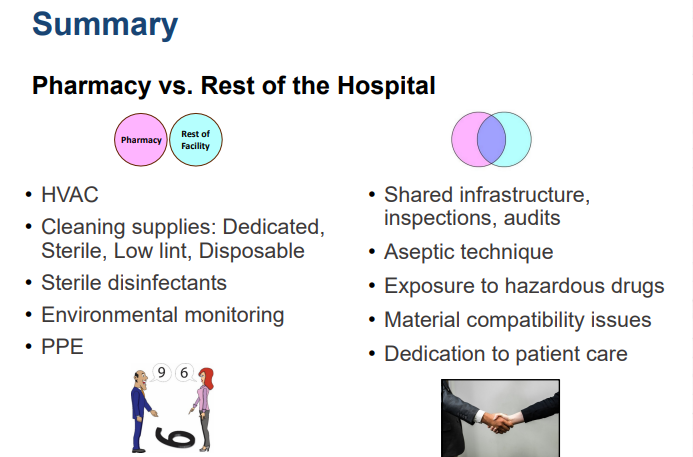 Summary
Pharmacy vs. Rest of the Hospital
Pharmacy
Rest of
Facility
• HVAC
• Cleaning supplies: Dedicated,
Sterile, Low lint, Disposable
• Sterile disinfectants
• Environmental monitoring
• PPE
9 6
6
• Shared infrastructure,
inspections, audits
• Aseptic technique
• Exposure to hazardous drugs
• Material compatibility issues
• Dedication to patient care